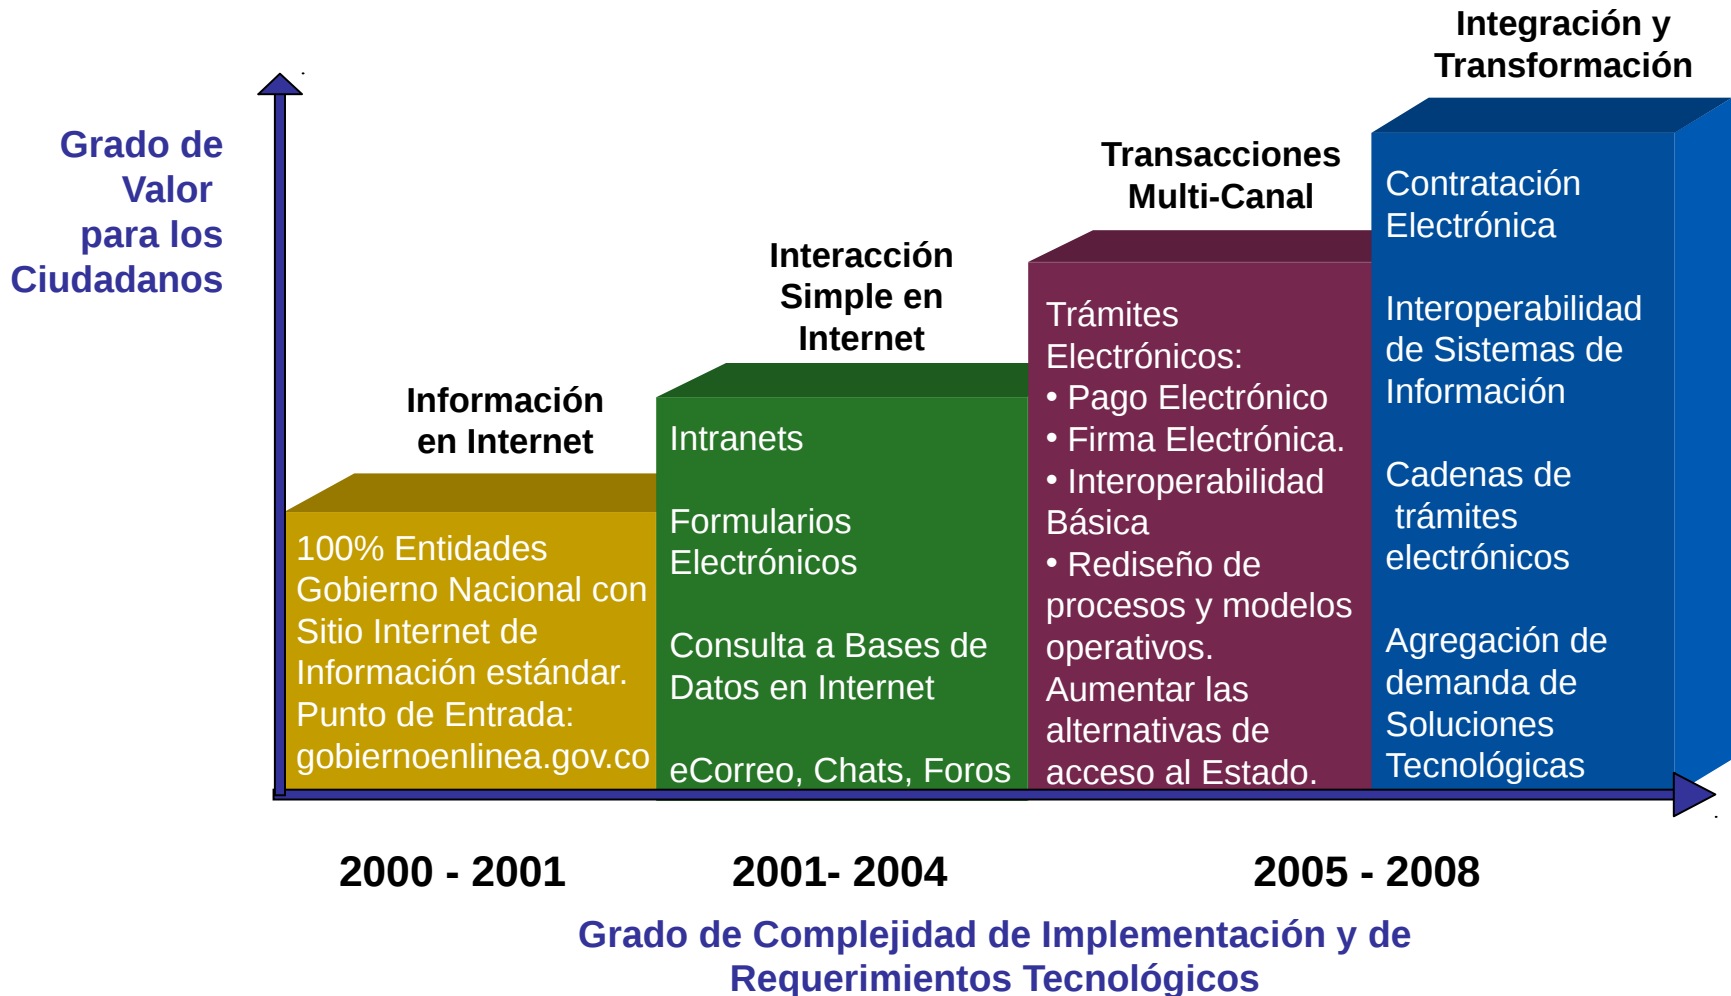 Integración y
Transformación
Grado de
Valor
para los
Ciudadanos
Transacciones
Multi-Canal
Interacción
Simple en
Internet
Información
en Internet
100% Entidades
Gobierno Nacional con
Sitio Internet de
Información estándar.
Punto de Entrada:
gobiernoenlinea.gov.co
Intranets
Formularios
Electrónicos
Consulta a Bases de
Datos en Internet
eCorreo, Chats, Foros
Trámites
Electrónicos:
• Pago Electrónico
• Firma Electrónica.
• Interoperabilidad
Básica
• Rediseño de
procesos y modelos
operativos.
Aumentar las
alternativas de
acceso al Estado.
Contratación
Electrónica
Interoperabilidad
de Sistemas de
Información
Cadenas de
trámites
electrónicos
Agregación de
demanda de
Soluciones
Tecnológicas
2000 - 2001
2001- 2004
2005 - 2008
Grado de Complejidad de Implementación y de
Requerimientos Tecnológicos